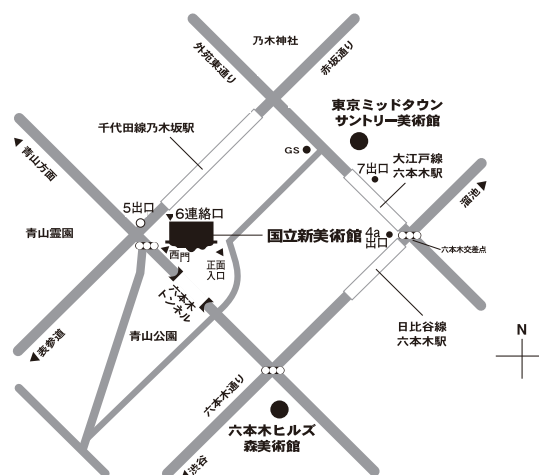 乃木神社
外苑東通り
赤坂通り
東京ミッドタウン
サントリー美術館
千代田線乃木坂駅
GS
7出口
大江戸線
六本木駅
青山方面
溜池
5出口
6連絡口
青山霊園
国立新美術館
4a
出口
六本木交差点
西門
正面
入口
六本木
トンネル
N
日比谷線
六本木駅
青山公園
表参道
六本木通り
六本木ヒルズ
森美術館
渋谷